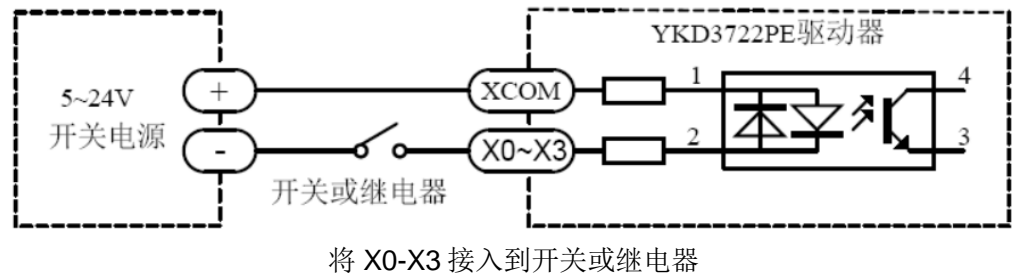 YKD3722PE驱动器
5~24V
开关电源
+
XCOM
1
4
-
X0~X3
2
3
开关或继电器
将 X0-X3 接入到开关或继电器